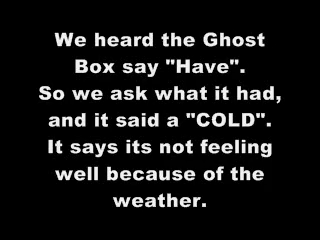 We heard the Ghost
Box say "Have".
So we ask what it had,
and it said a "COLD".
It says its not feeling
well because of the
weather.